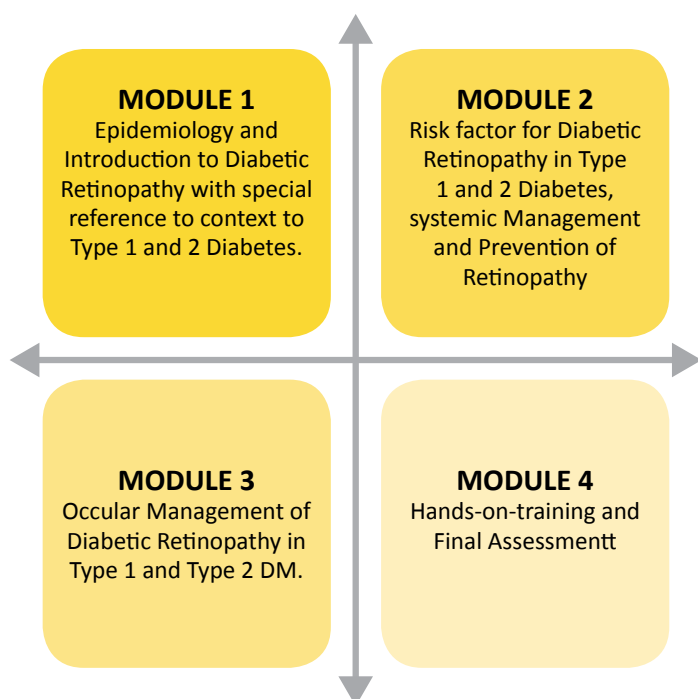 MODULE 1
Epidemiology and
Introduction to Diabetic
Retinopathy with special
reference to context to
Type 1 and 2 Diabetes.
MODULE 2
Risk factor for Diabetic
Retinopathy in Type
1 and 2 Diabetes,
systemic Management
and Prevention of
Retinopathy
MODULE 3
Occular Management of
Diabetic Retinopathy in
Type 1 and Type 2 DM.
MODULE 4
Hands-on-training and
Final Assessmentt